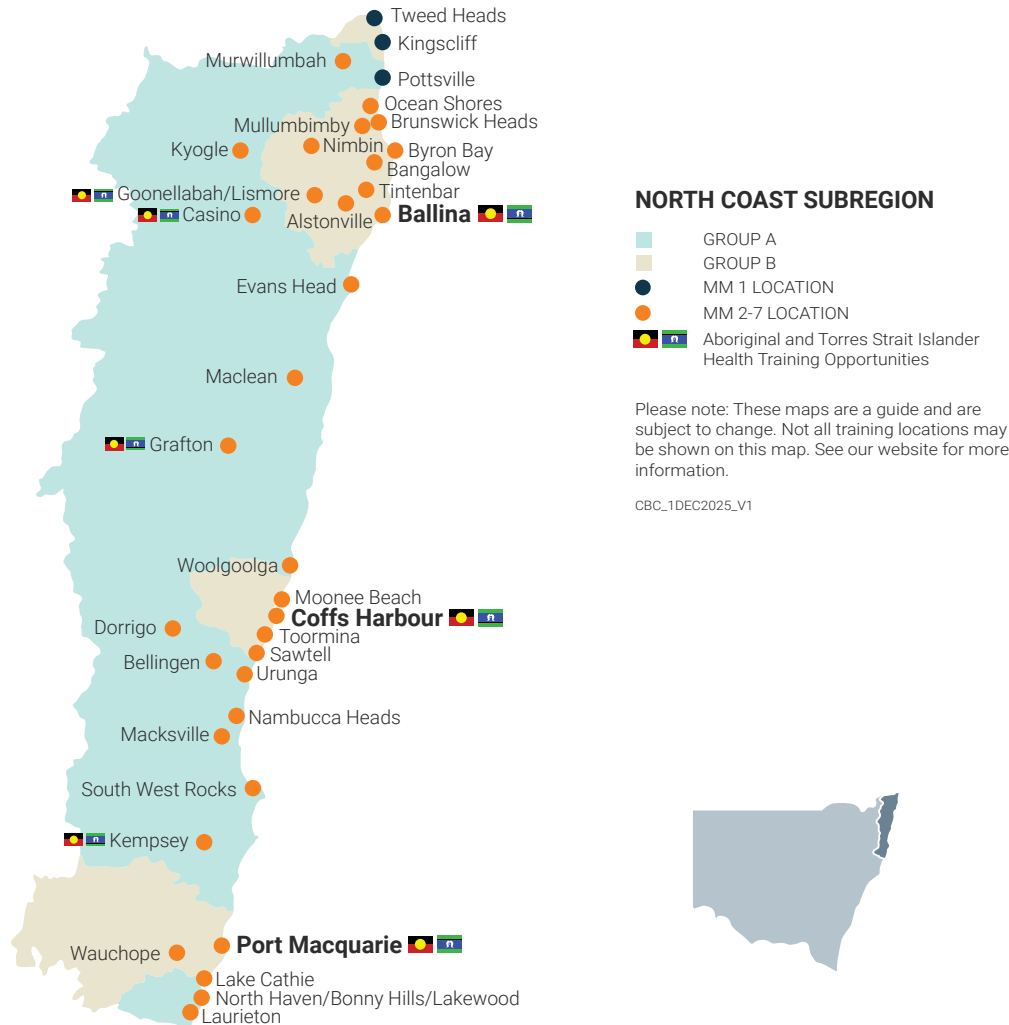 Tweed Heads
Kingscliff
Murwillumbah
Pottsville
Ocean Shores
Mullumbimby
Brunswick Heads
Kyogle
Nimbin
Byron Bay
Bangalow
Goonellabah/Lismore
Tintenbar
Casino
Alstonville
Ballina
Evans Head
Maclean
Grafton
Woolgoolga
Moonee Beach
Coffs Harbour
Dorrigo
Toormina
Bellingen
Sawtell
Urunga
Nambucca Heads
Macksville
South West Rocks
Kempsey
Wauchope
Port Macquarie
Lake Cathie
North Haven/Bonny Hills/Lakewood
Laurieton
NORTH COAST SUBREGION
GROUP A
GROUP B
MM 1 LOCATION
MM 2-7 LOCATION
Aboriginal and Torres Strait Islander
Health Training Opportunities
Please note: These maps are a guide and are
subject to change. Not all training locations may
be shown on this map. See our website for more
information.
CBC_1DEC2025_V1